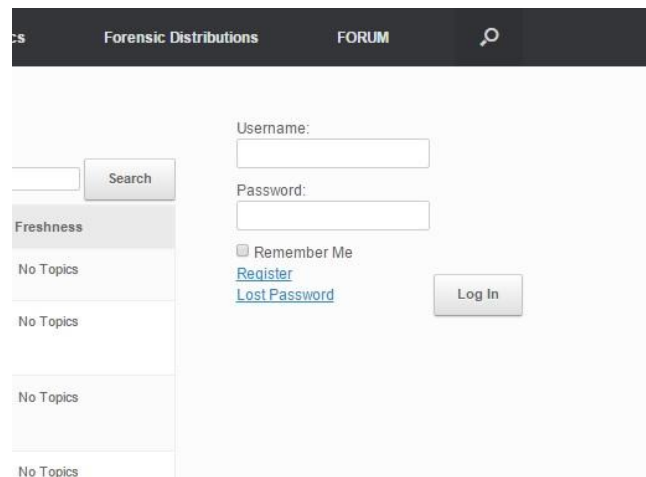 cs Forensic Distributions FORUM
Search
Freshness
No Topics
No Topics
No Topics
No Topics
Username:
Password:
Remember Me
Register
Lost Password
Log In